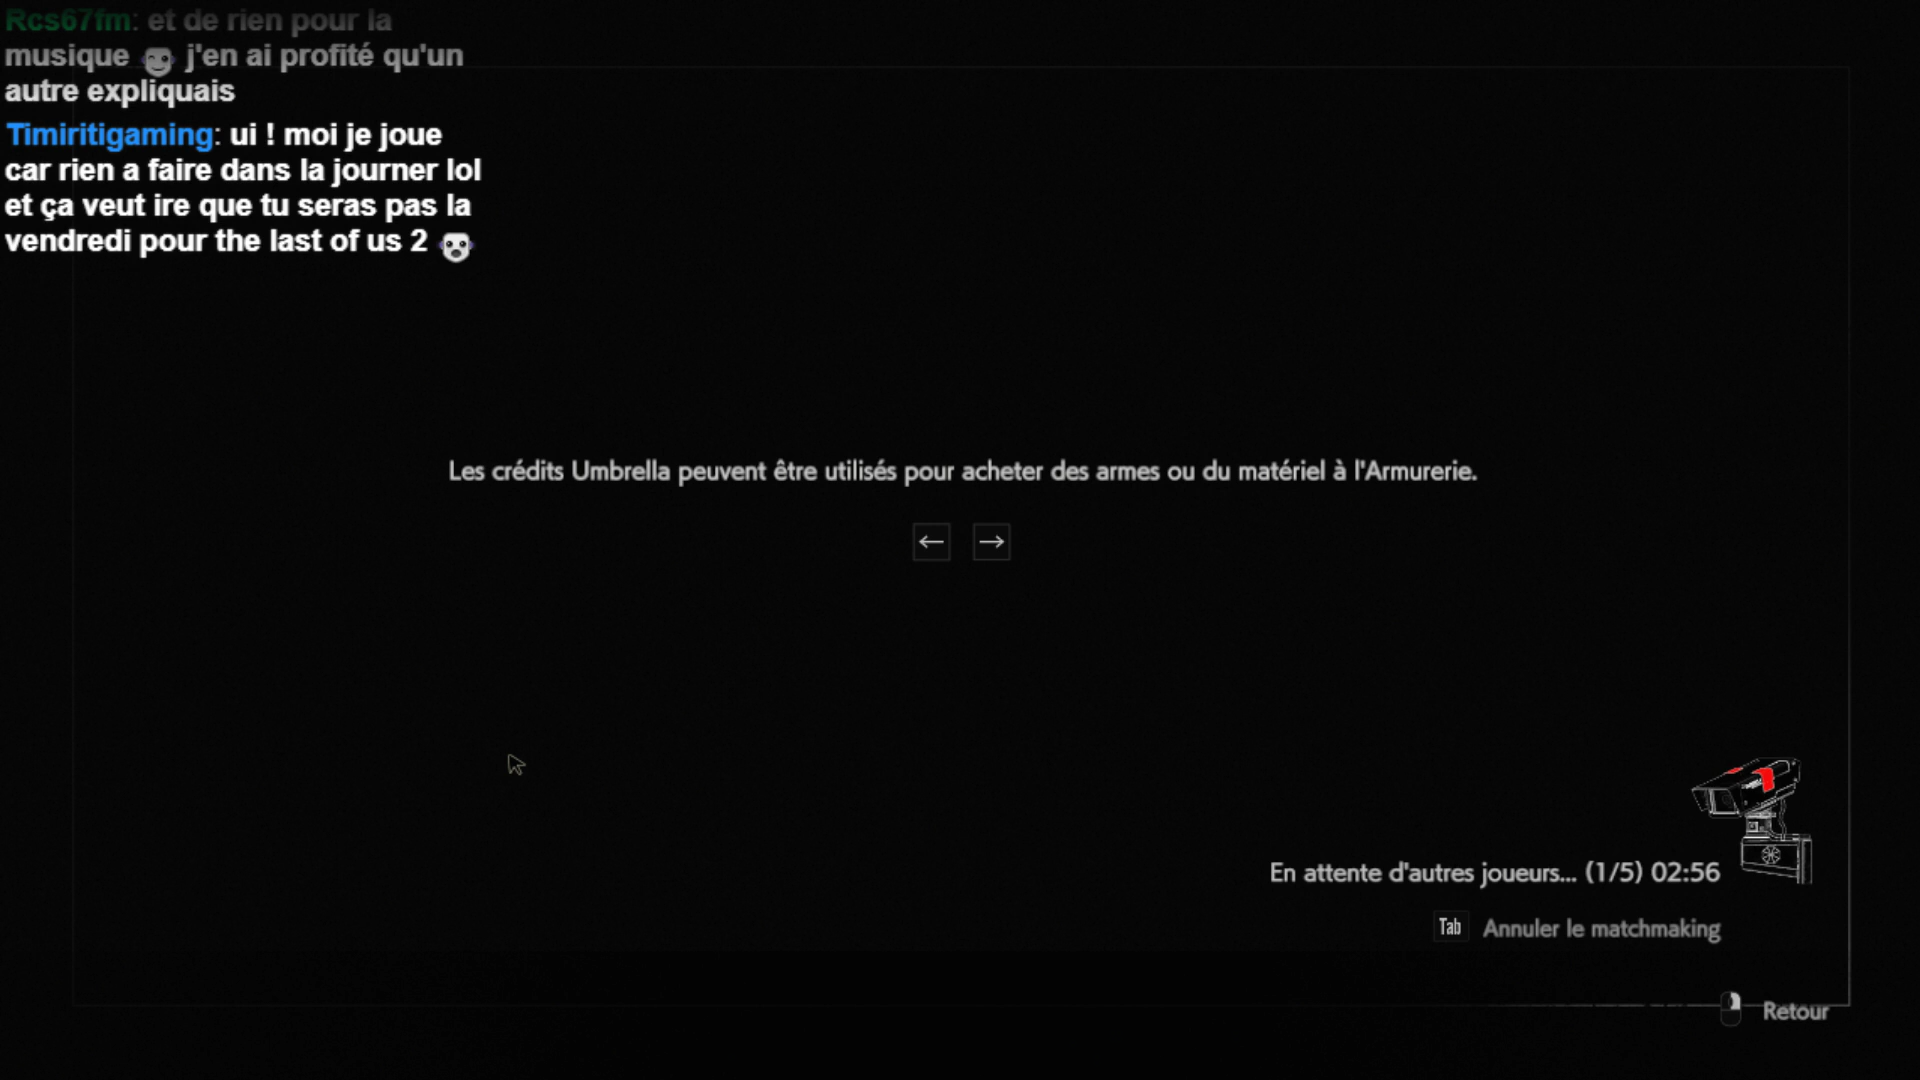 Rcs67fm: et de rien pour la
musique j'en ai profité qu'un
autre expliquais
Timiritigaming: ui ! moi je joue
car rien a faire dans la journer lol
et ça veut ire que tu seras pas la
vendredi pour the last of us 2
Les crédits Umbrella peuvent être utilisés pour acheter des armes ou du matériel à l'Armurerie.
← →
En attente d'autres joueurs... (1/5) 02:56
Tab Annuler le matchmaking
Retour